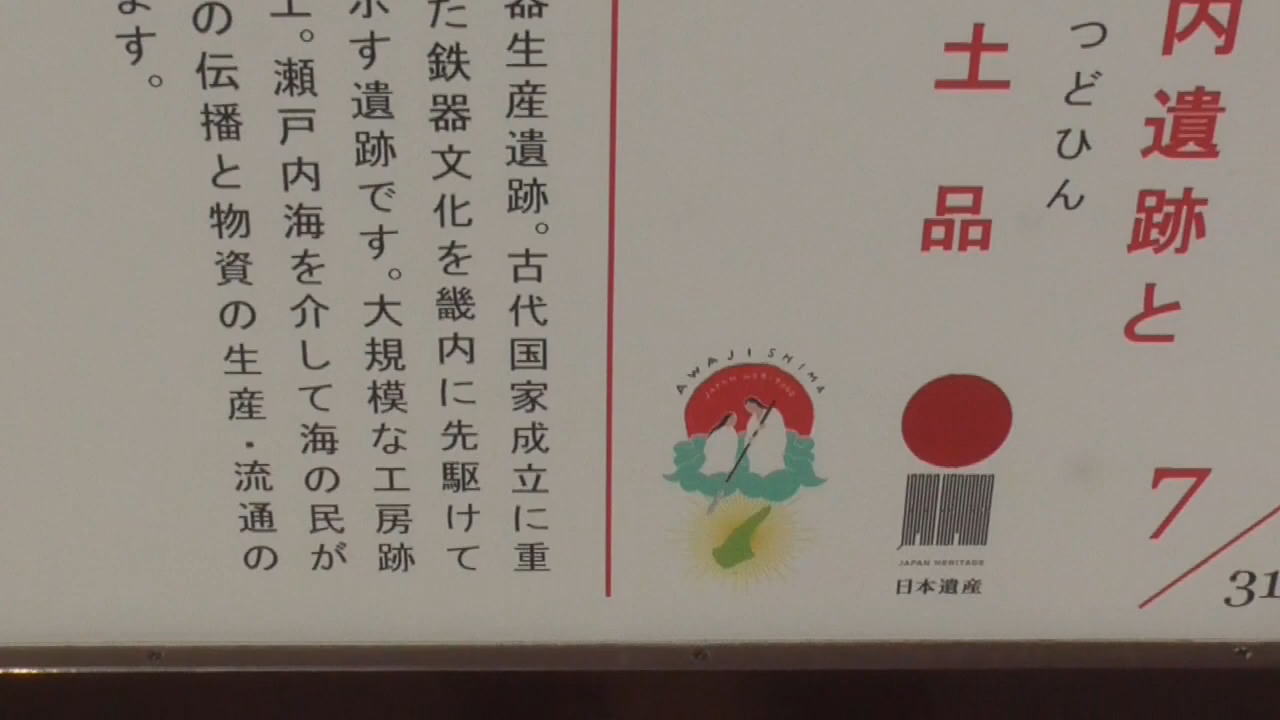 内遺跡と
つどひん
土品
7/31
AWAJISHIMA
JAPAN HERITAGE
JAPAN HERITAGE
日本遺産
器生産遺跡。古代国家成立に重
た鉄器文化を畿内に先駆けて
示す遺跡です。大規模な工房跡
工。瀬戸内海を介して海の民が
の伝播と物資の生産・流通の
ます。